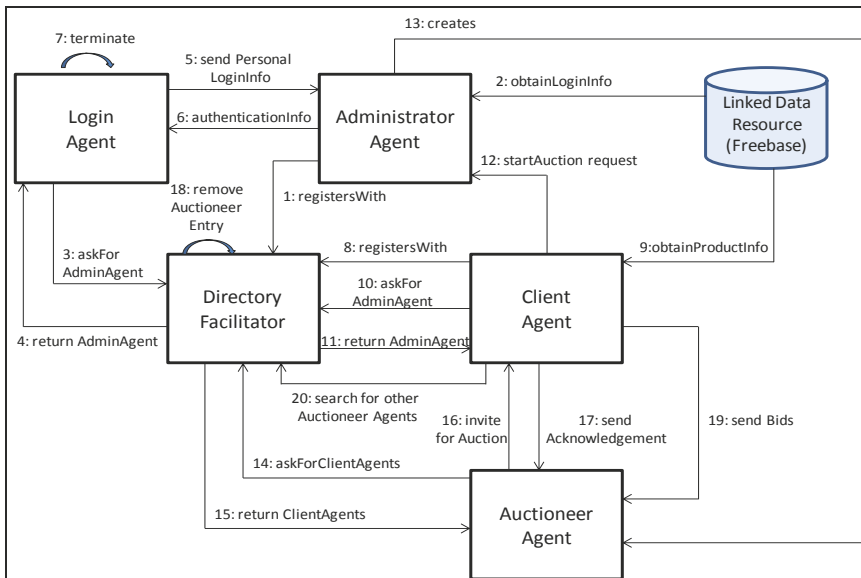 13: creates
7: terminate
5: send Personal
LoginInfo
2: obtainLoginInfo
Login
Agent
Administrator
Agent
Linked Data
Resource
(Freebase)
6: authenticationInfo
12: startAuction request
18: remove
Auctioneer
Entry
1: registersWith
3: askFor
AdminAgent
8: registersWith
9:obtainProductInfo
Directory
Facilitator
10: askFor
AdminAgent
Client
Agent
4: return AdminAgent
11: return AdminAgent
20: search for other
Auctioneer Agents
16: invite
for Auction
17: send
Acknowledgement
19: send Bids
14: askForClientAgents
15: return ClientAgents
Auctioneer
Agent